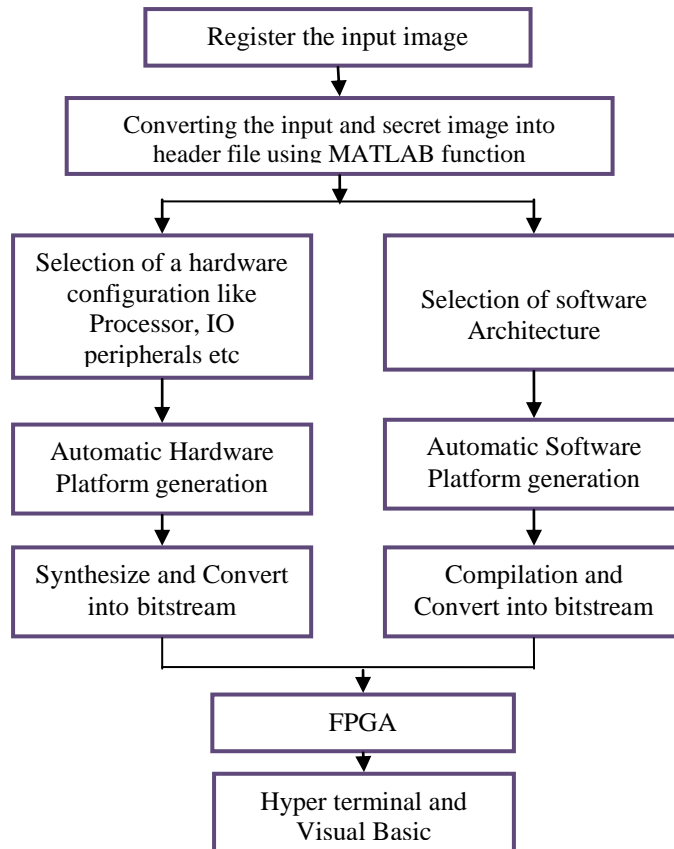 Register the input image
Converting the input and secret image into
header file using MATLAB function
Selection of a hardware
configuration like
Processor, IO
peripherals etc
Selection of software
Architecture
Automatic Hardware
Platform generation
Automatic Software
Platform generation
Synthesize and Convert
into bitstream
Compilation and
Convert into bitstream
FPGA
Hyper terminal and
Visual Basic